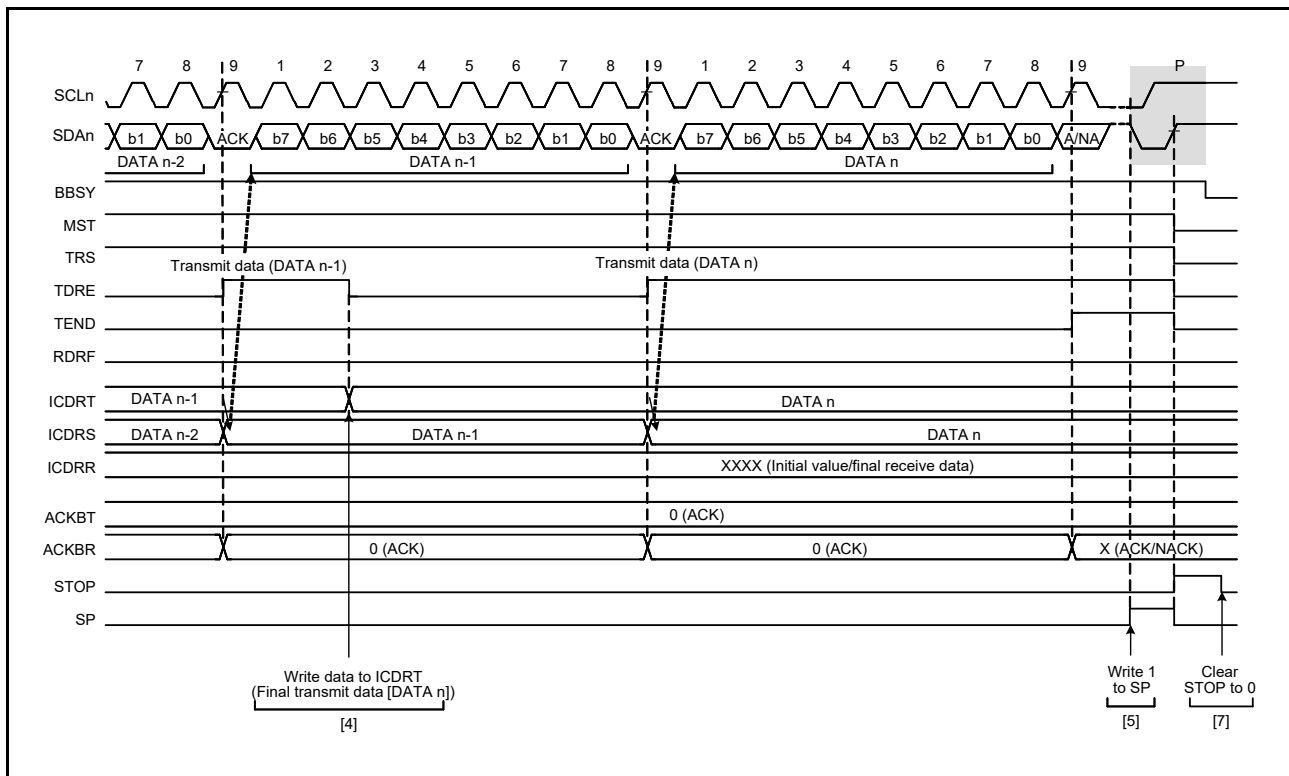 7 8 9 1 2 3 4 5 6 7 8 9 1 2 3 4 5 6 7 8 9 P
SCLn
SDAn b1 b0 ACK b7 b6 b5 b4 b3 b2 b1 b0 ACK b7 b6 b5 b4 b3 b2 b1 b0 A/NA
DATA n-2 DATA n-1 DATA n
BBSY
MST
TRS
Transmit data (DATA n-1) Transmit data (DATA n)
TDRE
TEND
RDRF
ICDRT DATA n-1 DATA n
ICDRS DATA n-2 DATA n-1 DATA n
ICDRR XXXX (Initial value/final receive data)
ACKBT 0 (ACK)
ACKBR 0 (ACK) 0 (ACK) X (ACK/NACK)
STOP
SP
Write data to ICDRT
(Final transmit data [DATA n])
[4]
Write 1
to SP
[5]
Clear
STOP to 0
[7]